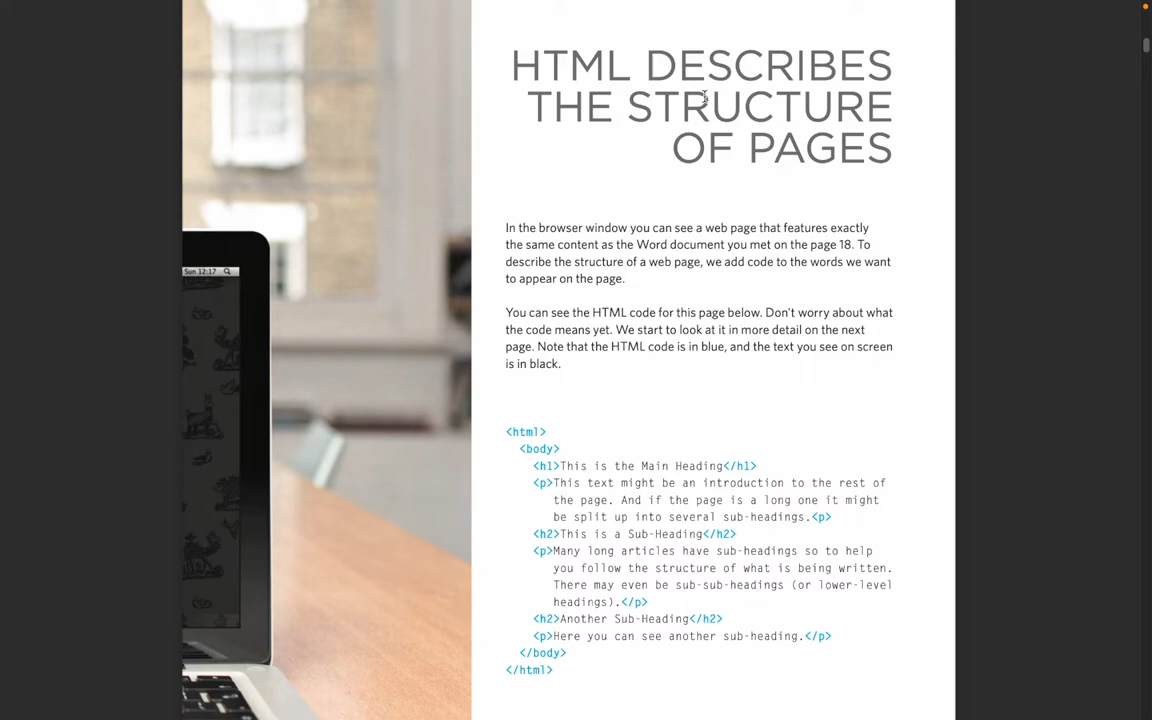 HTML DESCRIBES
THE STRUCTURE
OF PAGES
In the browser window you can see a web page that features exactly
the same content as the Word document you met on the page 18. To
describe the structure of a web page, we add code to the words we want
to appear on the page.
You can see the HTML code for this page below. Don't worry about what
the code means yet. We start to look at it in more detail on the next
page. Note that the HTML code is in blue, and the text you see on screen
is in black.
Sun 12:17
<html>
<body>
<h1>This is the Main Heading</h1>
<p>This text might be an introduction to the rest of
the page. And if the page is a long one it might
be split up into several sub-headings.<p>
<h2>This is a Sub-Heading</h2>
<p>Many long articles have sub-headings so to help
you follow the structure of what is being written.
There may even be sub-sub-headings (or lower-level
headings).</p>
<h2>Another Sub-Heading</h2>
<p>Here you can see another sub-heading.</p>
</body>
</html>